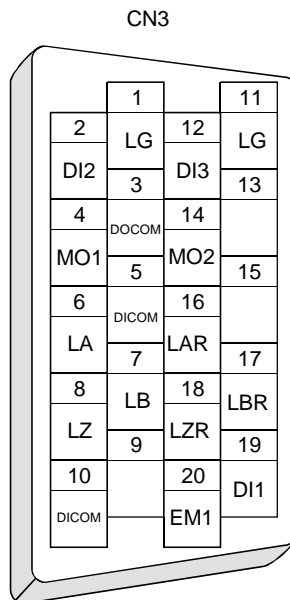 CN3
1 11
2 12
LG LG
DI2 DI3
3 13
4 14
DOCOM
MO1 MO2
5 15
6 16
DICOM
LA LAR
7 17
8 18
LB LBR
LZ LZR
9 19
10 20
DI1
DICOM EM1